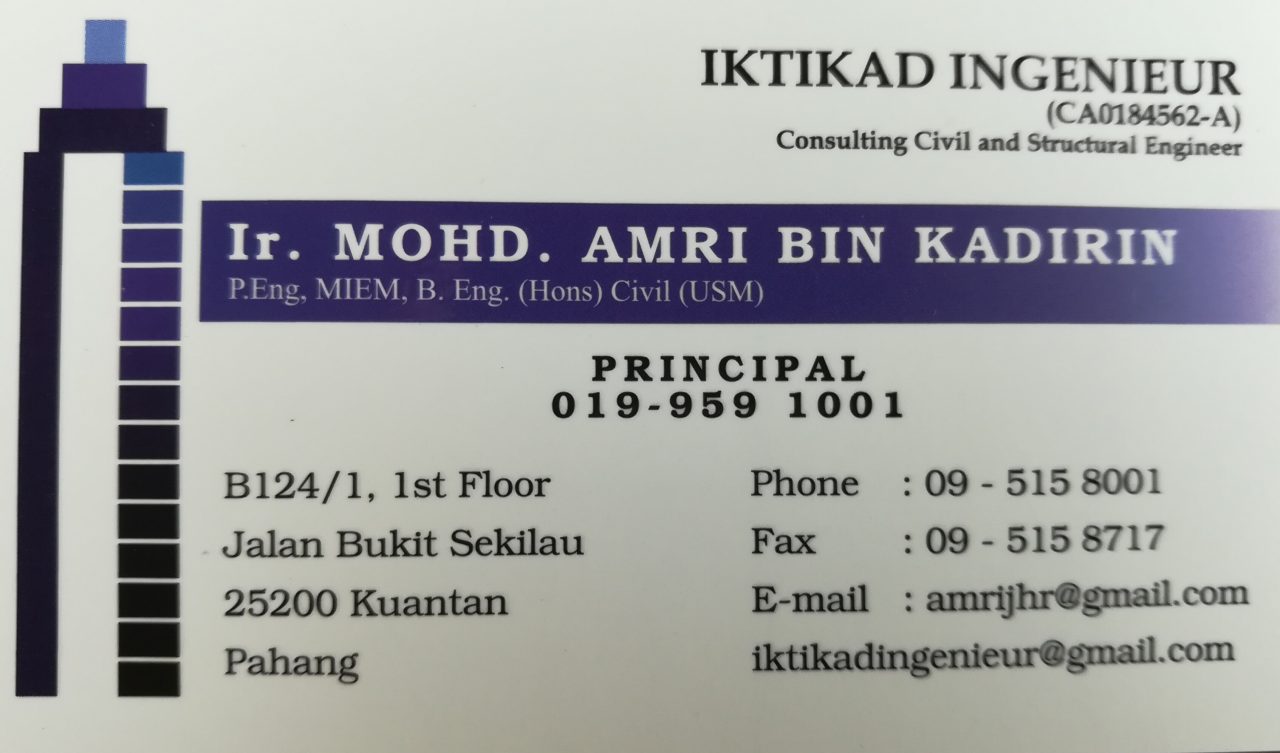 IKTIKAD INGENIEUR
(CA0184562-A)
Consulting Civil and Structural Engineer
Ir. MOHD. AMRI BIN KADIRIN
P.Eng, MIEM, B. Eng. (Hons) Civil (USM)
PRINCIPAL
019-959 1001
B124/1, 1st Floor
Jalan Bukit Sekilau
25200 Kuantan
Pahang
Phone : 09 - 515 8001
Fax : 09 - 515 8717
E-mail : amrijhr@gmail.com
iktikadingenieur@gmail.com